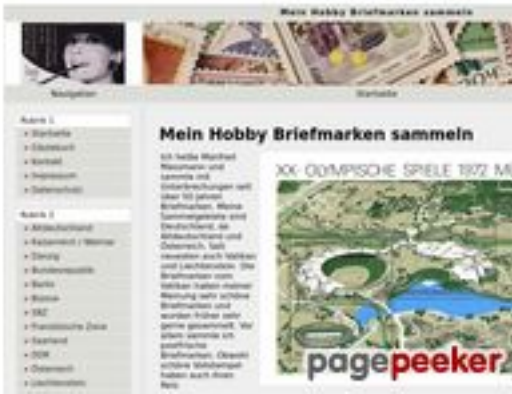 Mein Hobby Briefmarken sammeln
Navigation
Startseite
Rubrik 1
» Startseite
» Gästebuch
» Kontakt
» Impressum
» Datenschutz
Rubrik 2
» Altdeutschland
» Kaiserreich / Weimar
» Danzig
» Bundesrepublik
» Berlin
» Bizone
» SBZ
» Französische Zone
» Saarland
» DDR
» Österreich
» Liechtenstein
Mein Hobby Briefmarken sammeln
Ich heiße Manfred
sammle mit
Unterbrechungen seit
über 50 Jahren
Briefmarken. Meine
Sammelgebiete sind
Deutschland, ab
Altdeutschland und
Österreich. Seit
neuestem auch Vatikan
und Liechtenstein. Die
Briefmarken vom
Vatikan haben meiner
Meinung sehr schöne
Briefmarken und
wurden früher sehr
gerne gesammelt. Vor
allem sammle ich
postfrische
Briefmarken. Obwohl
schöne Vollstempel
haben auch ihren
Reiz.
XX. OLYMPISCHE SPIELE 1972 M
pagepeeker